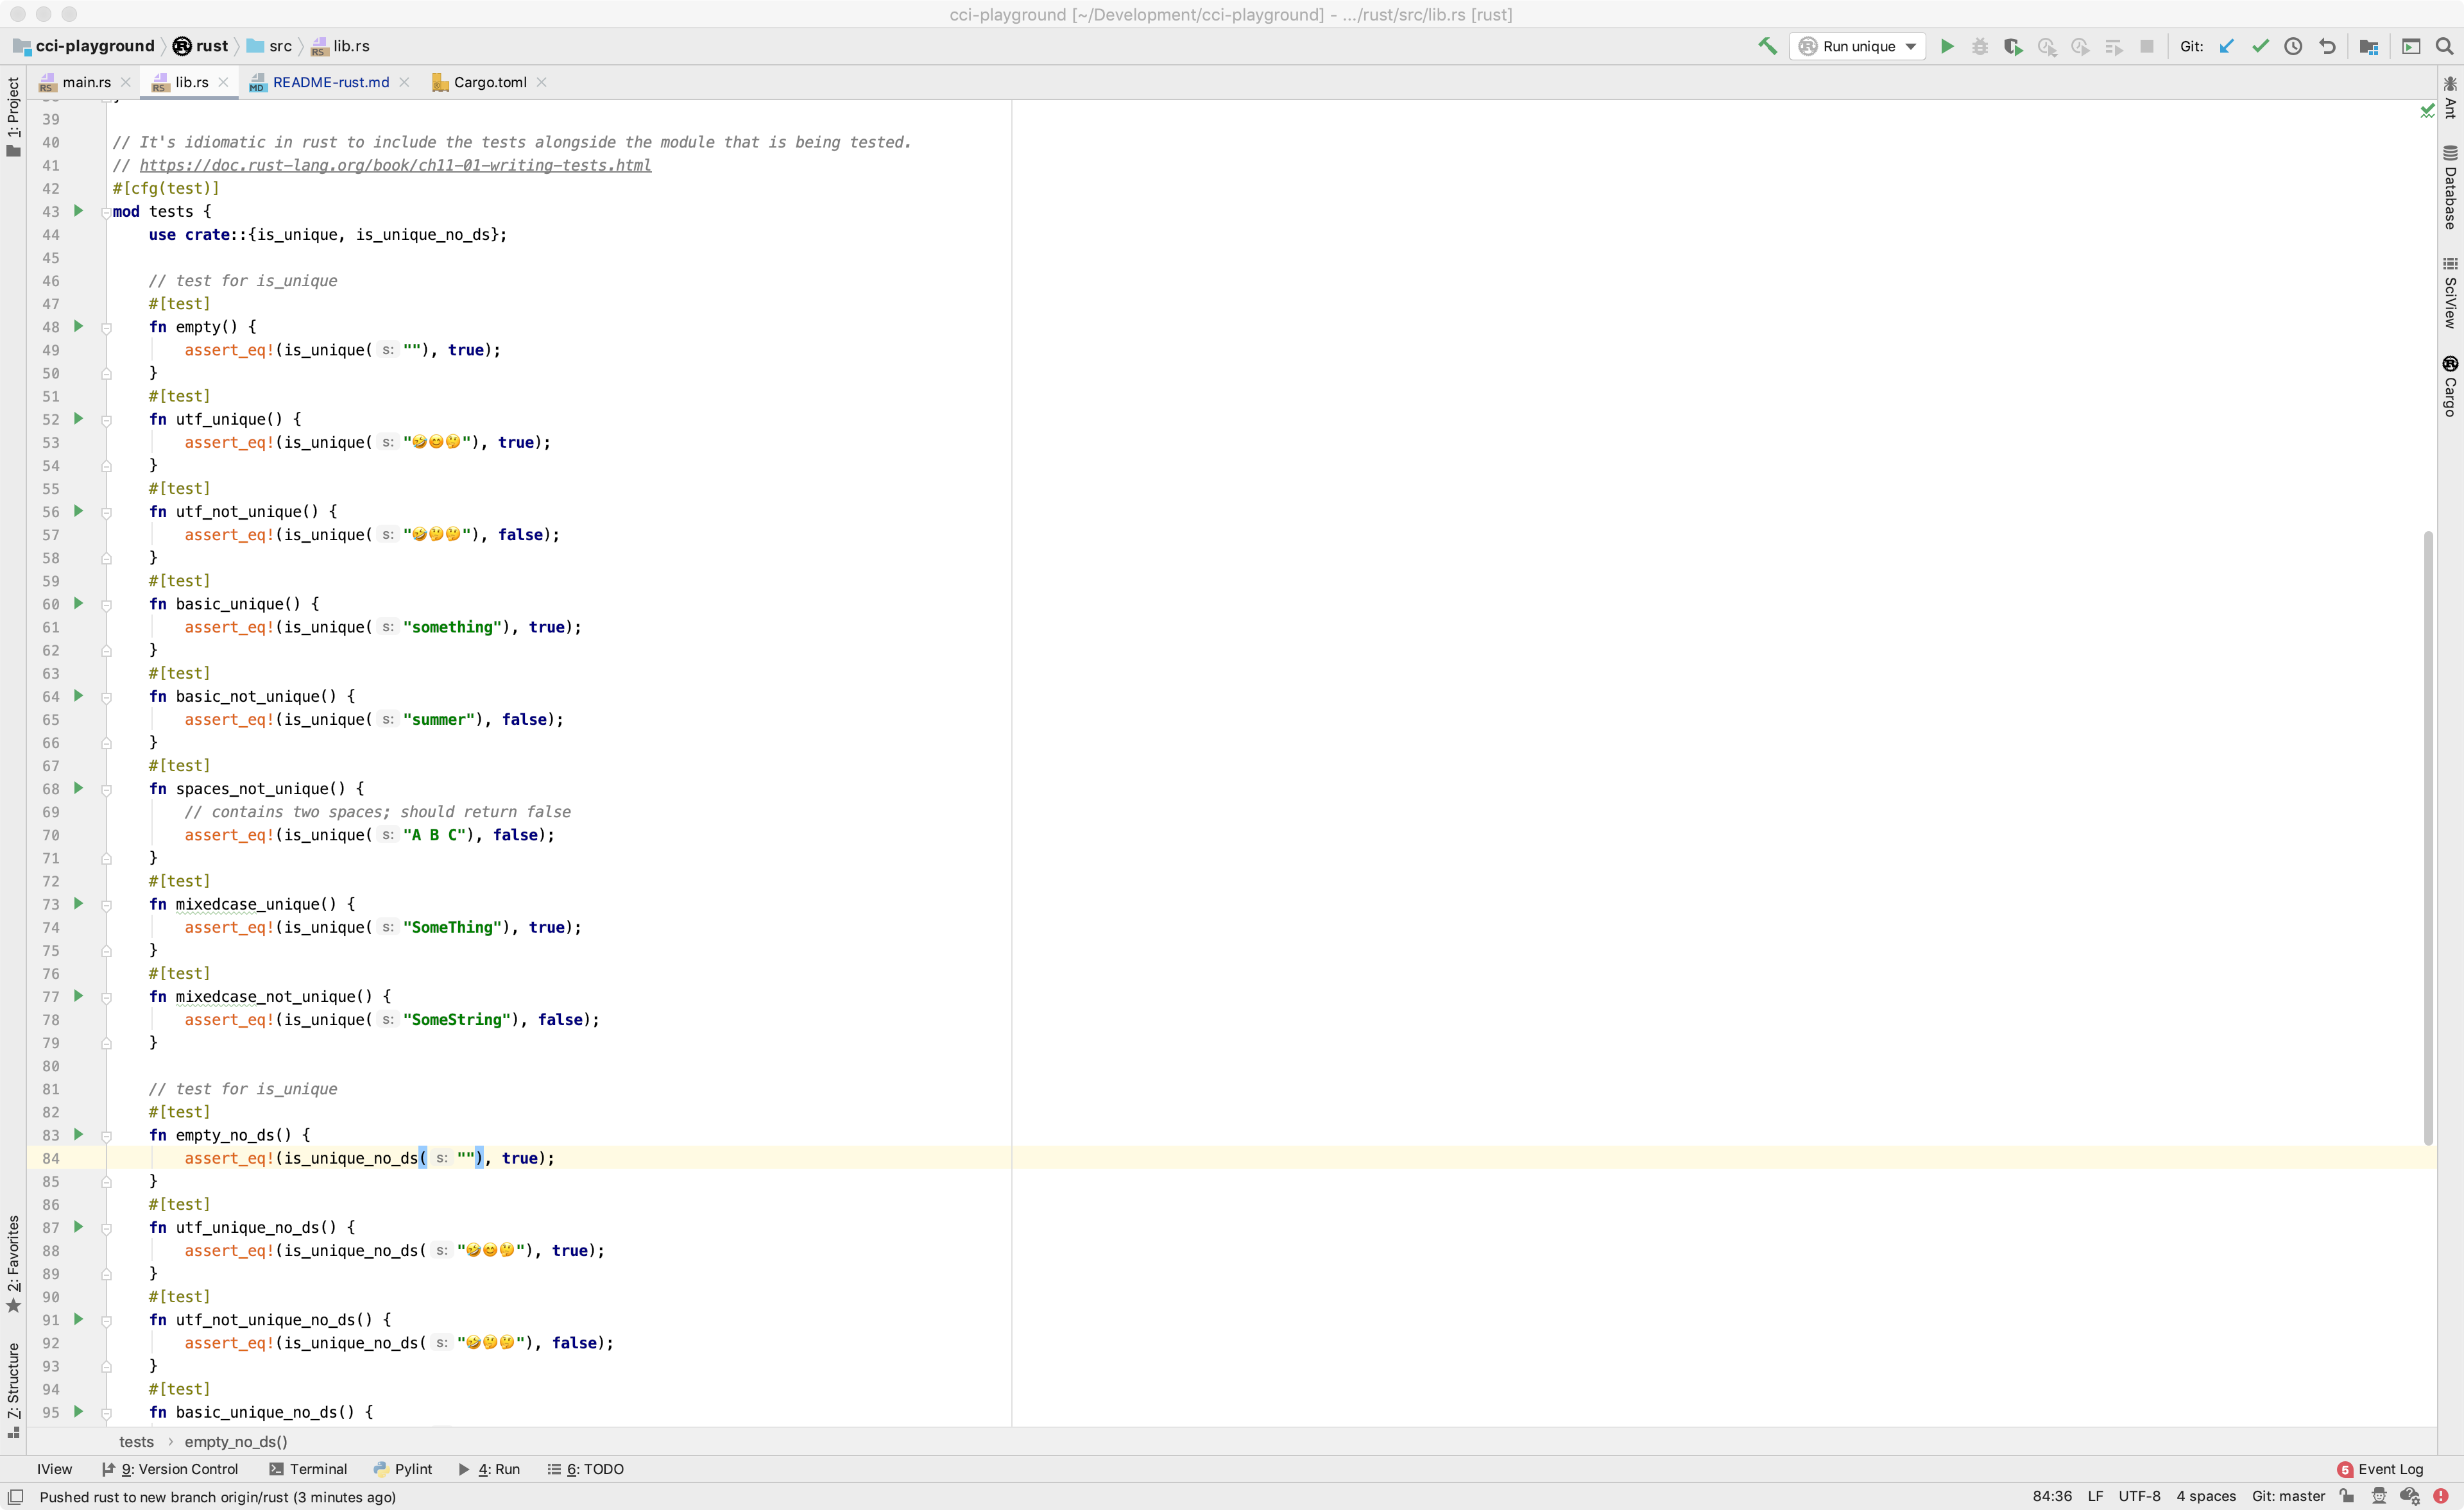 cci-playground [~/Development/cci-playground] - .../rust/src/lib.rs [rust]
cci-playground rust src lib.rs Run unique Git:
main.rs lib.rs README-rust.md Cargo.toml
1: Project
2: Favorites
7: Structure
Ant
Database
SciView
Cargo
39
40 // It's idiomatic in rust to include the tests alongside the module that is being tested.
41 // https://doc.rust-lang.org/book/ch11-01-writing-tests.html
42 #[cfg(test)]
43 mod tests {
44 use crate::{is_unique, is_unique_no_ds};
45
46 // test for is_unique
47 #[test]
48 fn empty() {
49 assert_eq!(is_unique( s: ""), true);
50 }
51 #[test]
52 fn utf_unique() {
53 assert_eq!(is_unique( s: "🤣😊🤔"), true);
54 }
55 #[test]
56 fn utf_not_unique() {
57 assert_eq!(is_unique( s: "🤣🤔🤔"), false);
58 }
59 #[test]
60 fn basic_unique() {
61 assert_eq!(is_unique( s: "something"), true);
62 }
63 #[test]
64 fn basic_not_unique() {
65 assert_eq!(is_unique( s: "summer"), false);
66 }
67 #[test]
68 fn spaces_not_unique() {
69 // contains two spaces; should return false
70 assert_eq!(is_unique( s: "A B C"), false);
71 }
72 #[test]
73 fn mixedcase_unique() {
74 assert_eq!(is_unique( s: "SomeThing"), true);
75 }
76 #[test]
77 fn mixedcase_not_unique() {
78 assert_eq!(is_unique( s: "SomeString"), false);
79 }
80
81 // test for is_unique
82 #[test]
83 fn empty_no_ds() {
84 assert_eq!(is_unique_no_ds( s: ""), true);
85 }
86 #[test]
87 fn utf_unique_no_ds() {
88 assert_eq!(is_unique_no_ds( s: "🤣😊🤔"), true);
89 }
90 #[test]
91 fn utf_not_unique_no_ds() {
92 assert_eq!(is_unique_no_ds( s: "🤣🤔🤔"), false);
93 }
94 #[test]
95 fn basic_unique_no_ds() {
tests › empty_no_ds()
IView 9: Version Control Terminal Pylint 4: Run 6: TODO 5 Event Log
Pushed rust to new branch origin/rust (3 minutes ago) 84:36 LF UTF-8 4 spaces Git: master